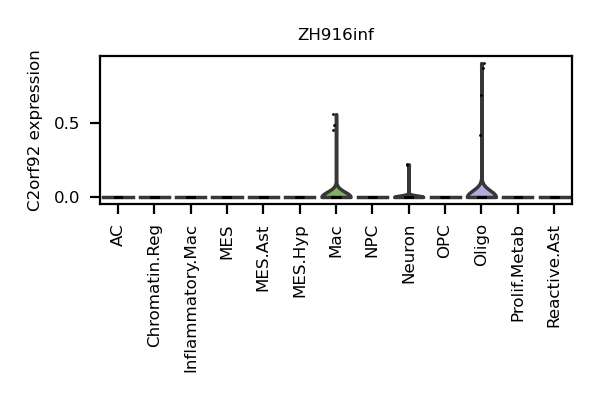 ZH916inf
C2orf92 expression
0.5
0.0
AC
Chromatin.Reg
Inflammatory.Mac
MES
MES.Ast
MES.Hyp
Mac
NPC
Neuron
OPC
Oligo
Prolif.Metab
Reactive.Ast